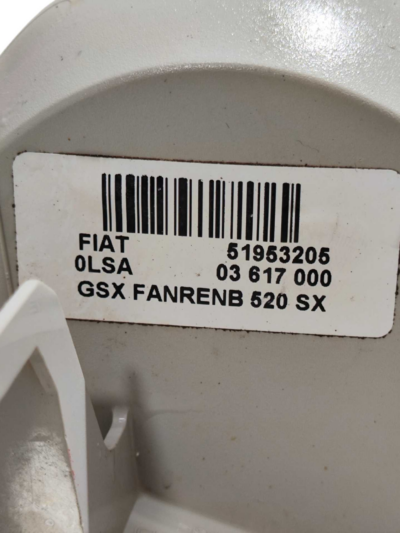 FIAT 51953205
0LSA 03 617 000
GSX FANRENB 520 SX